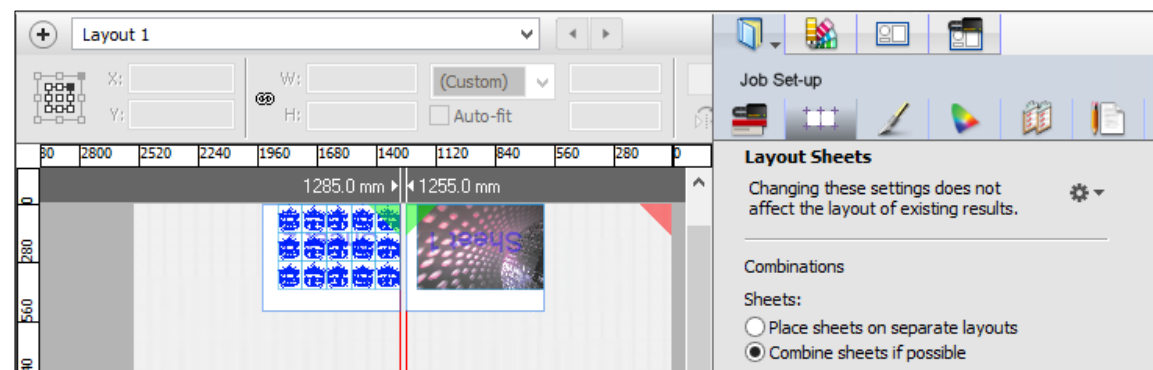 Layout 1
X:
Y:
W:
H:
(Custom)
Auto-fit
Job Set-up
80 2800 2520 2240 1960 1680 1400 1120 840 560 280 0
1285.0 mm 1255.0 mm
0
280
560
Sheet 1
Layout Sheets
Changing these settings does not
affect the layout of existing results.
Combinations
Sheets:
Place sheets on separate layouts
Combine sheets if possible